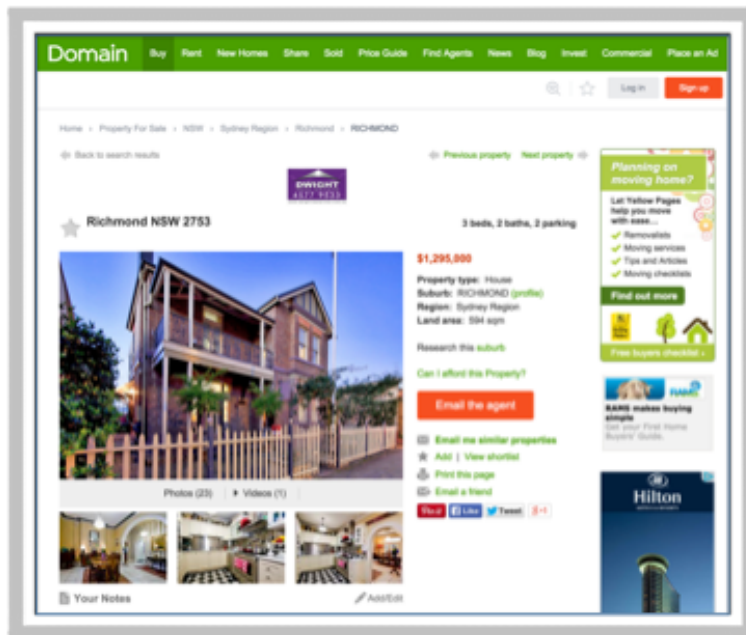 Domain Buy Rent New Homes Share Sold Price Guide Find Agents News Blog Invest Commercial Place an Ad
Log in Sign up
Home › Property For Sale › NSW › Sydney Region › Richmond › RICHMOND
Back to search results
Previous property Next property
DWIGHT
4577 9033
Richmond NSW 2753
3 beds, 2 baths, 2 parking
$1,295,000
Property type: House
Suburb: RICHMOND (profile)
Region: Sydney Region
Land area: 594 sqm
Research this suburb
Can I afford this Property?
Email the agent
Email me similar properties
Add | View shortlist
Print this page
Email a friend
Pin it Like Tweet +1
Photos (23) Videos (1)
Your Notes
Add/Edit
Planning on
moving home?
Let Yellow Pages
help you move
with ease...
Removalists
Moving services
Tips and Articles
Moving checklists
Find out more
Free buyers checklist
RAMS
RAMS makes buying
simple
Get your First Home
Buyers' Guide.
Hilton